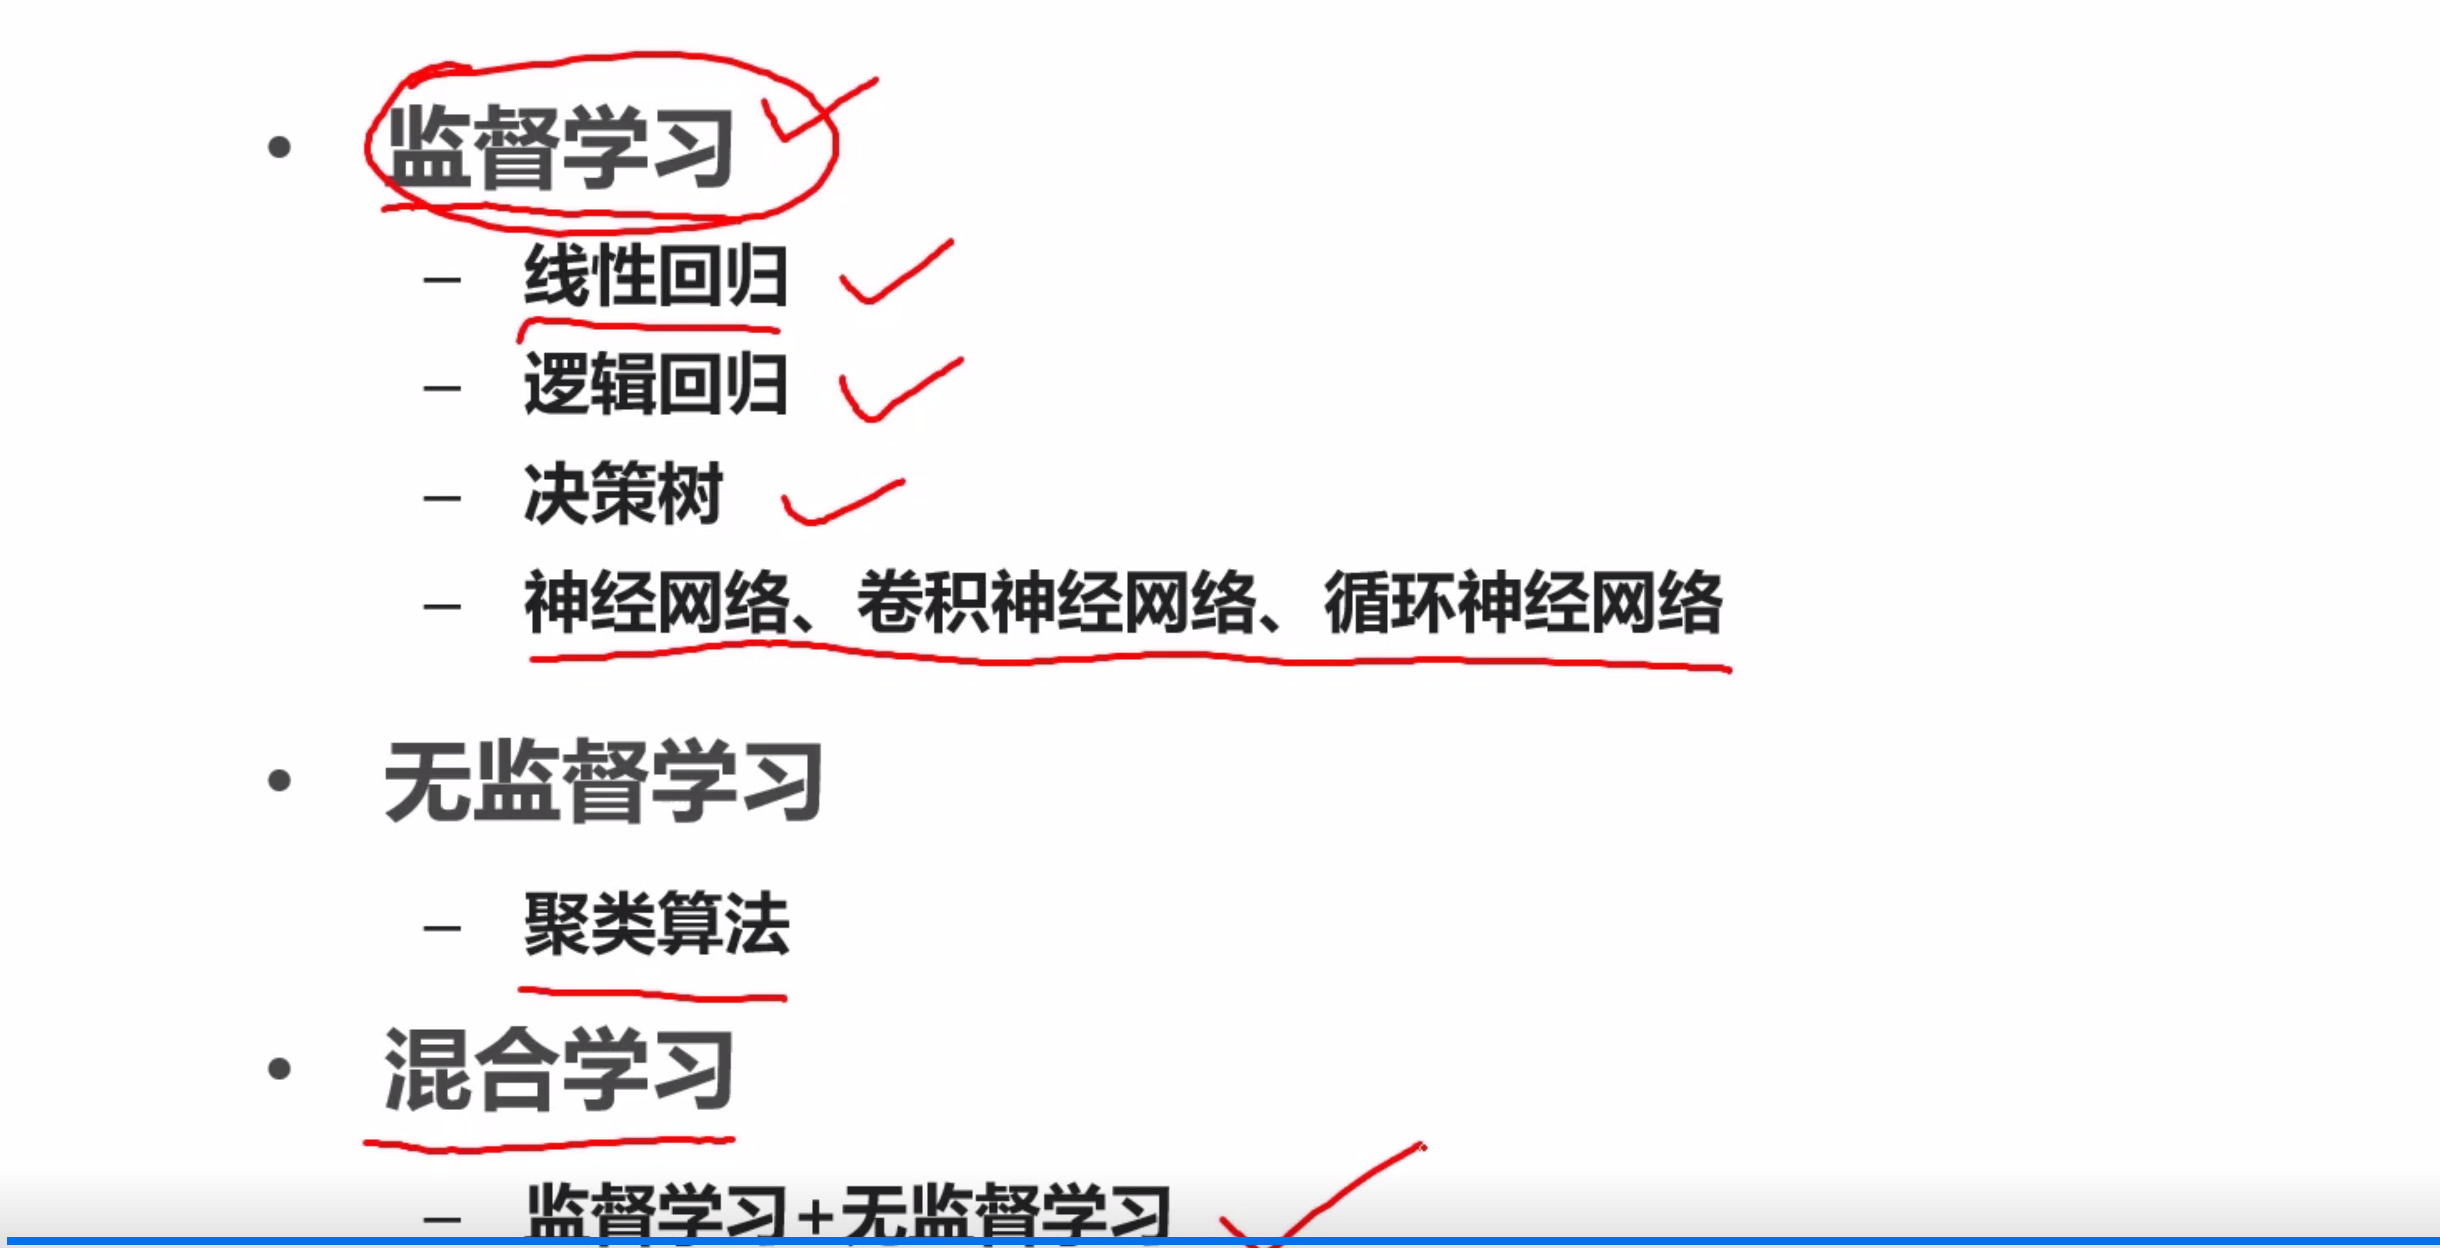 • 监督学习
– 线性回归
– 逻辑回归
– 决策树
– 神经网络、卷积神经网络、循环神经网络
• 无监督学习
– 聚类算法
• 混合学习
– 监督学习+无监督学习